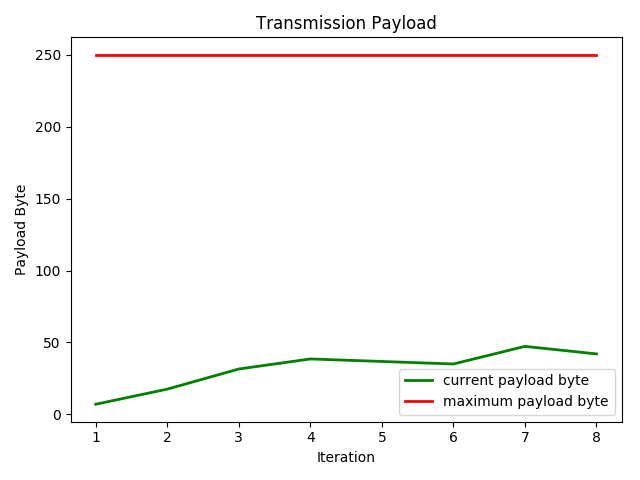 Transmission Payload
Payload Byte
250
200
150
100
50
0
1 2 3 4 5 6 7 8
Iteration
current payload byte
maximum payload byte